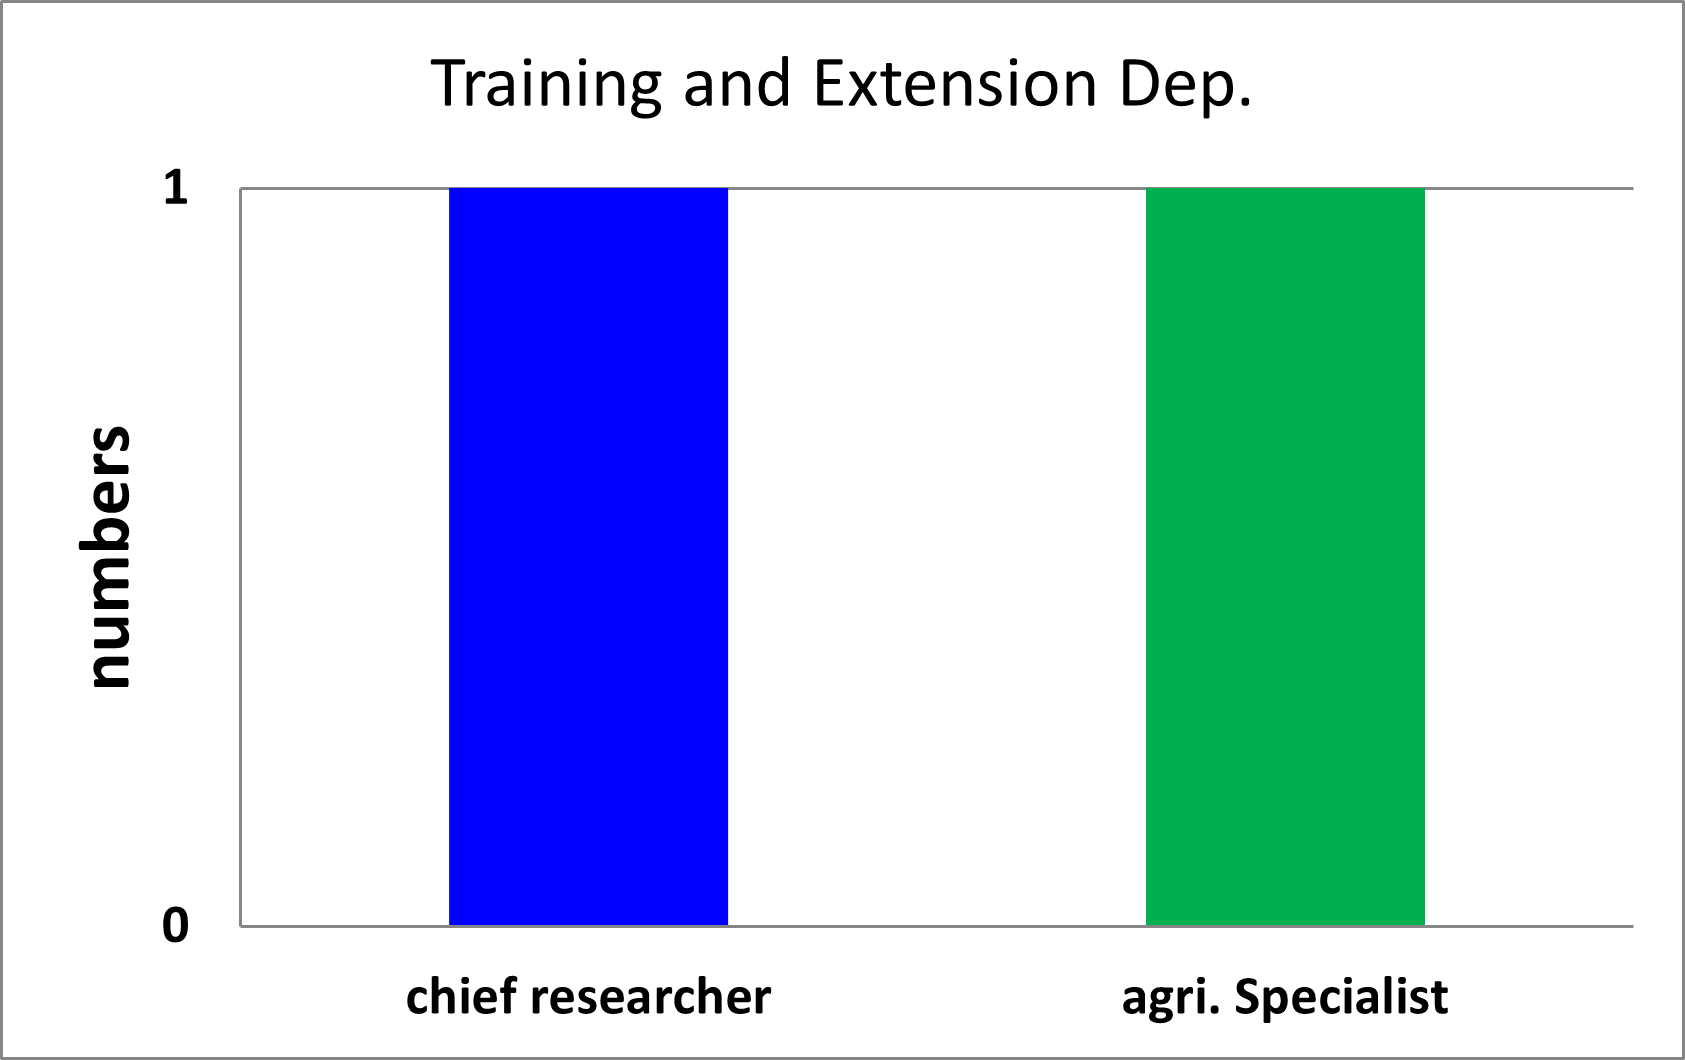 Training and Extension Dep.
1
numbers
0
chief researcher
agri. Specialist